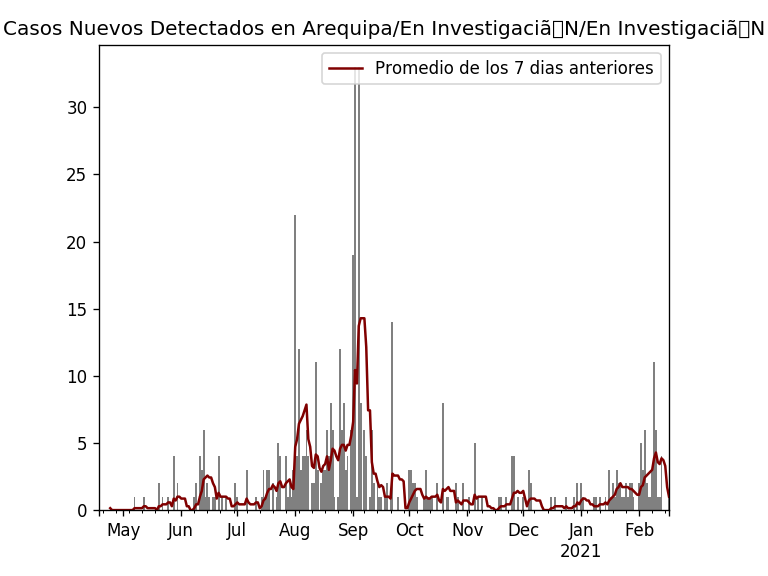 Casos Nuevos Detectados en Arequipa/En Investigaciã▯N/En Investigaciã▯N
Promedio de los 7 dias anteriores
30
25
20
15
10
5
0
May Jun Jul Aug Sep Oct Nov Dec Jan Feb
2021